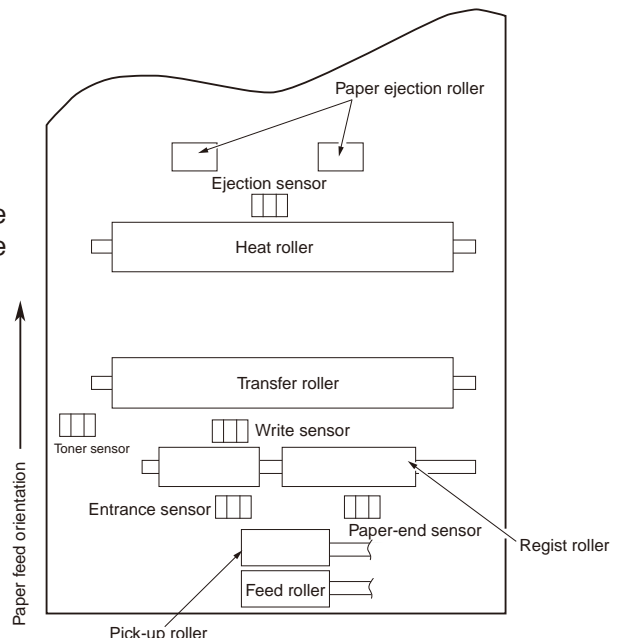 Paper ejection roller
Ejection sensor
e
Heat roller
e
Transfer roller
Write sensor
Toner sensor
Entrance sensor
Paper-end sensor
Regist roller
Feed roller
Pick-up roller
Paper feed orientation